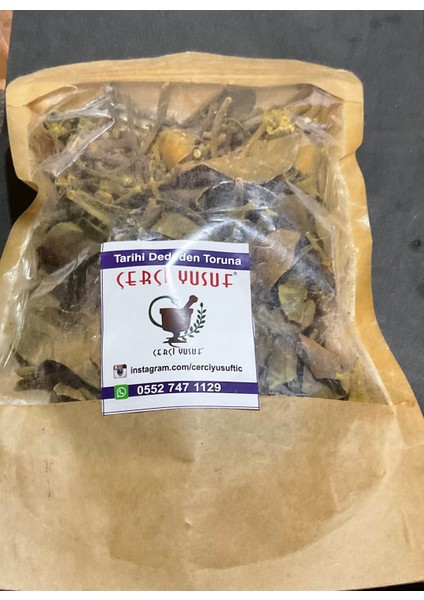 Tarihi Dededen Toruna
ÇERÇİ YUSUF®
ÇERÇİ YUSUF
instagram.com/cerciyusuftic
0552 747 1129